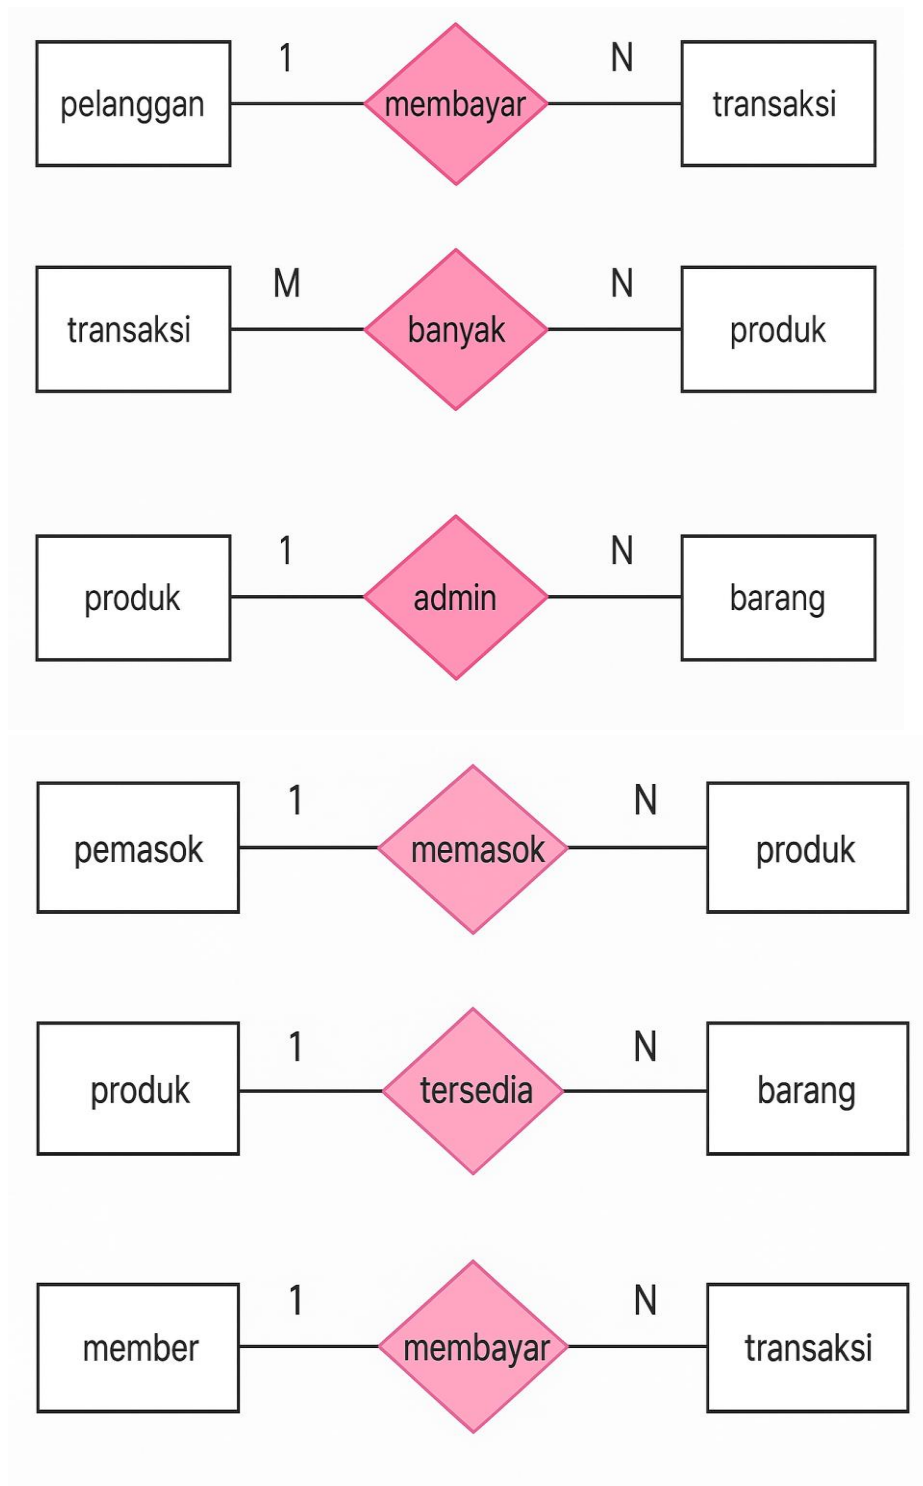 1 N
pelanggan membayar transaksi
M N
transaksi banyak produk
1 N
produk admin barang
1 N
pemasok memasok produk
1 N
produk tersedia barang
1 N
member membayar transaksi